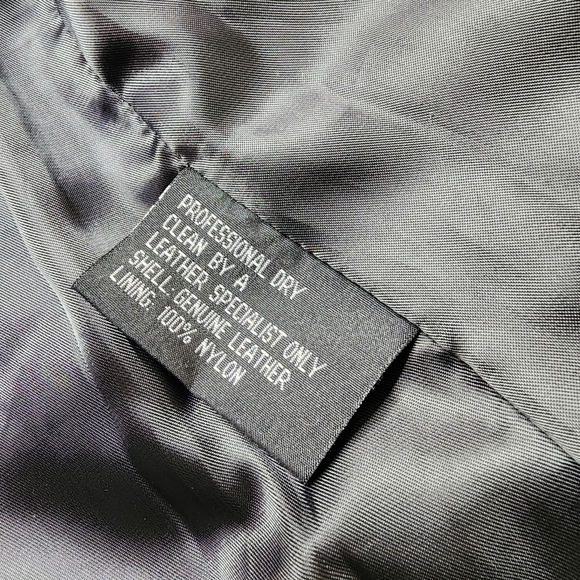 PROFESSIONAL DRY
CLEAN BY A
LEATHER SPECIALIST ONLY
SHELL: GENUINE LEATHER
LINING: 100% NYLON